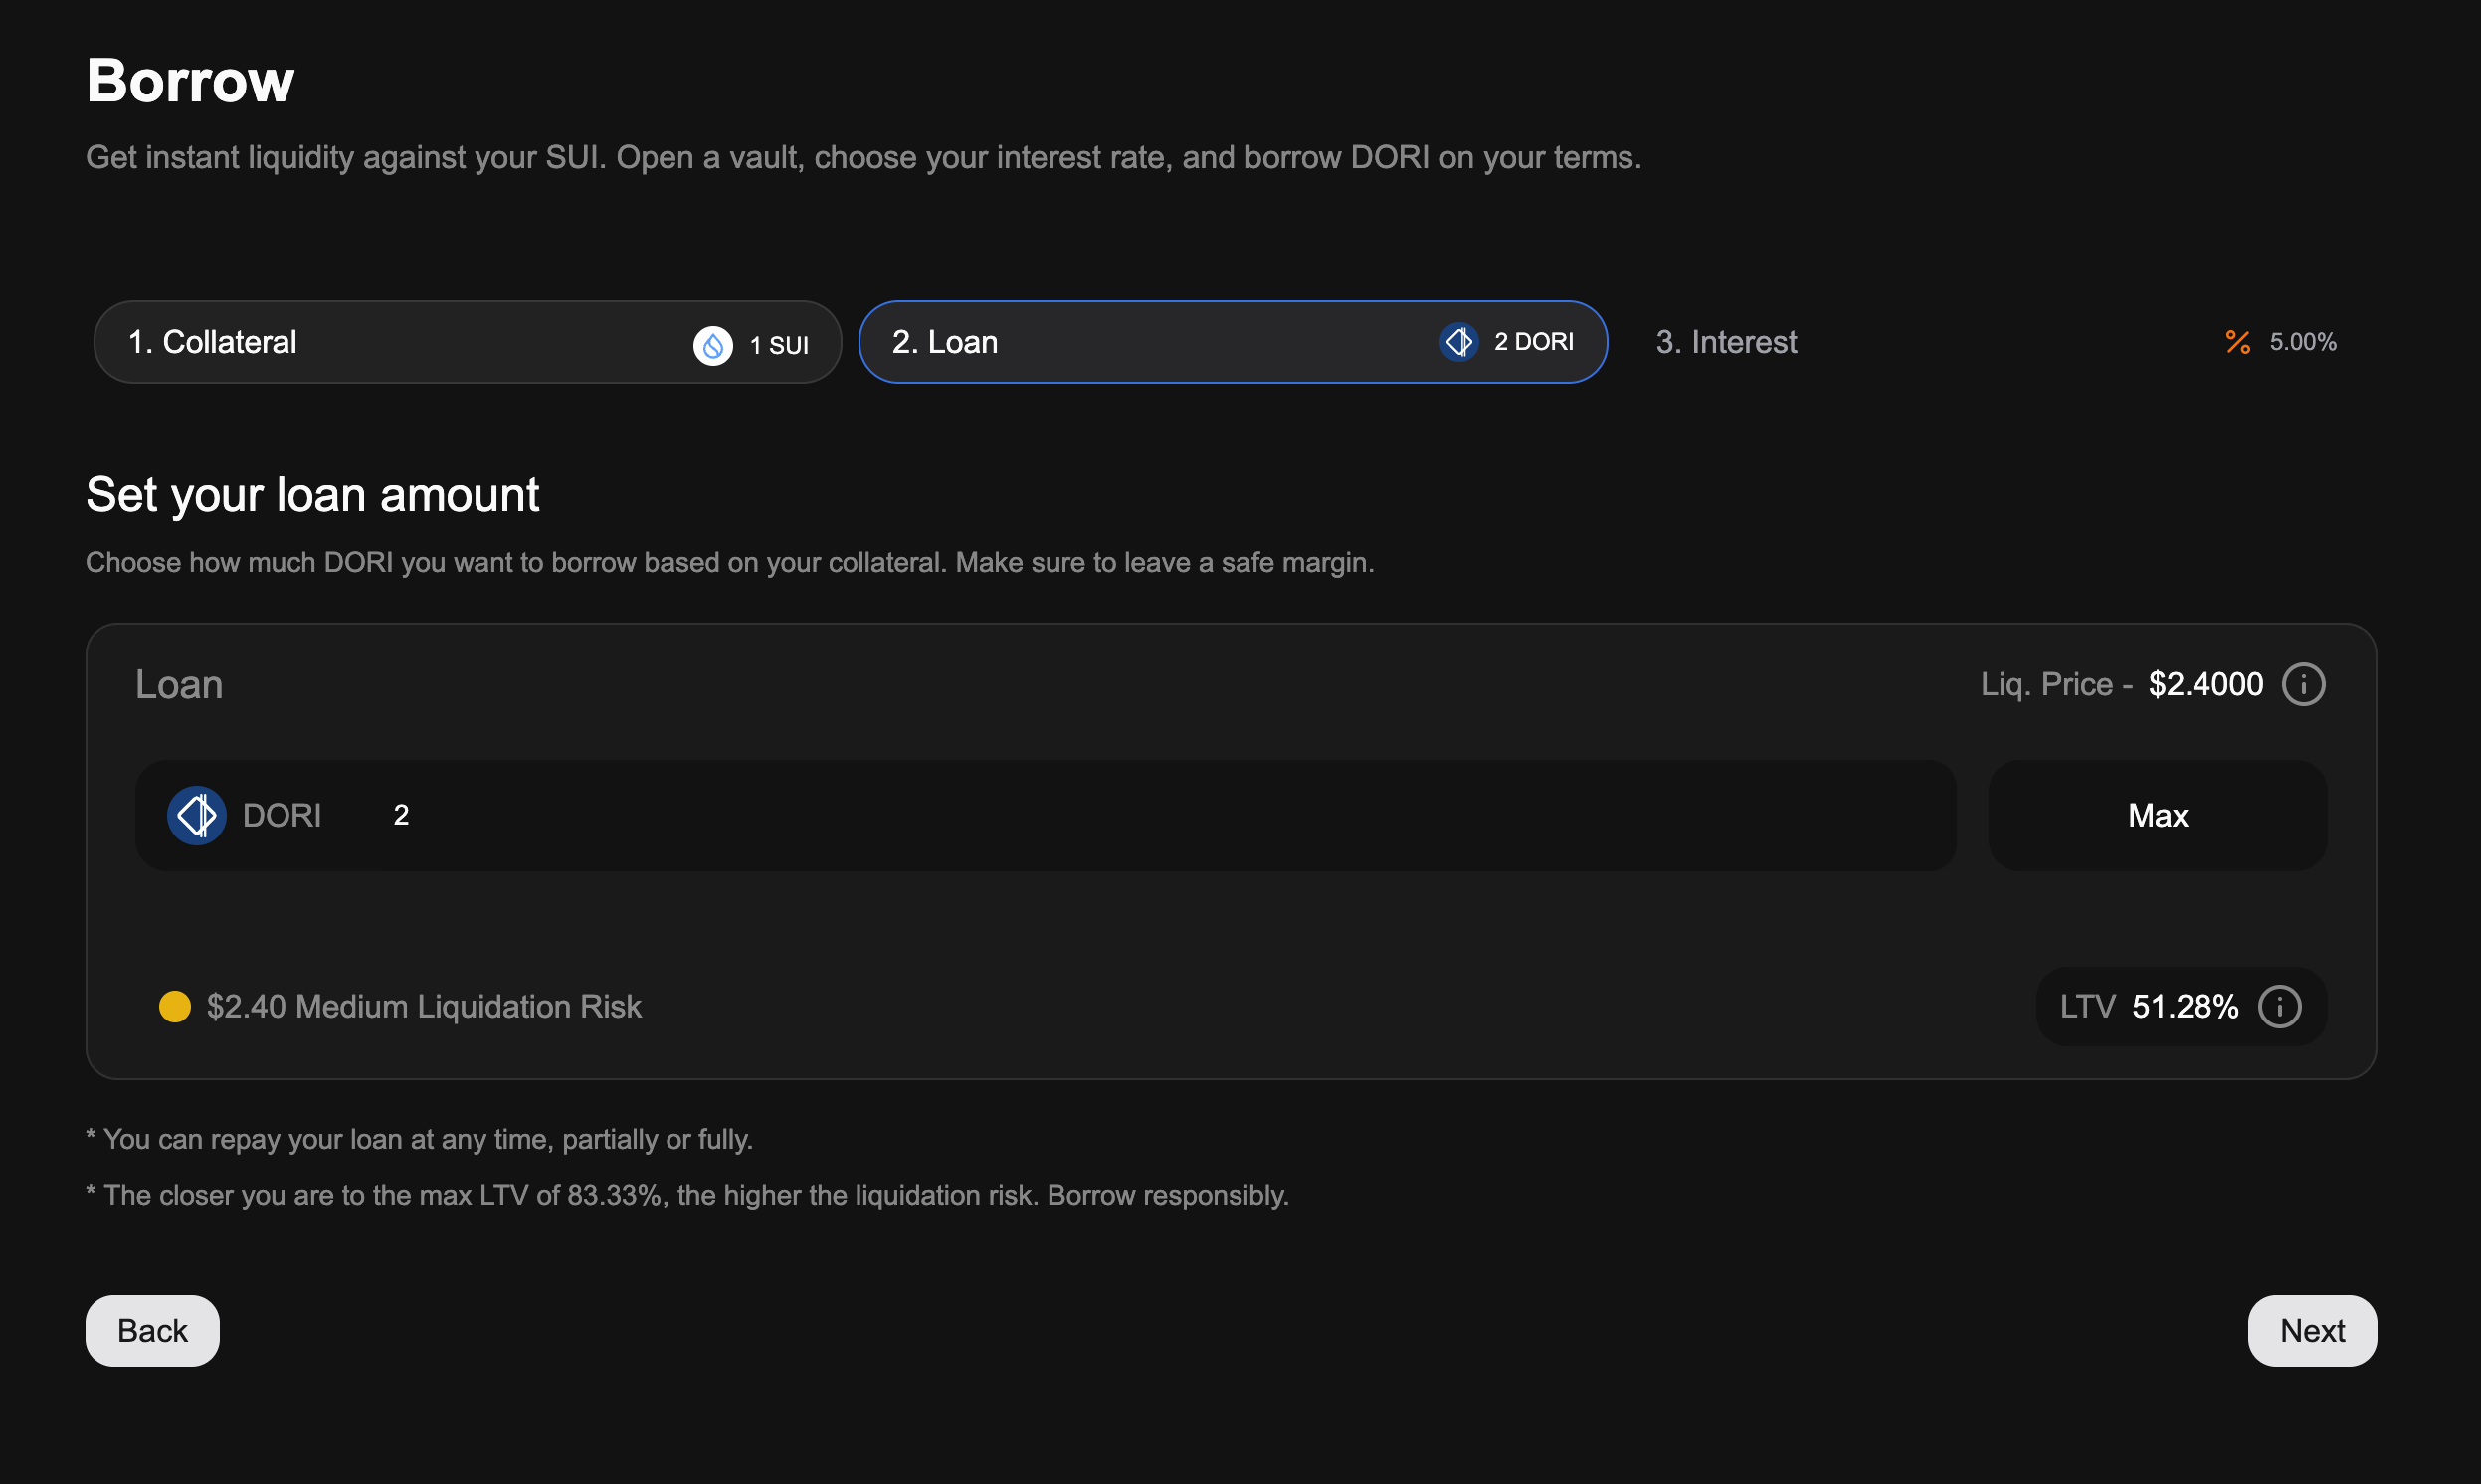 Borrow
Get instant liquidity against your SUI. Open a vault, choose your interest rate, and borrow DORI on your terms.
1. Collateral 1 SUI
2. Loan 2 DORI
3. Interest % 5.00%
Set your loan amount
Choose how much DORI you want to borrow based on your collateral. Make sure to leave a safe margin.
Loan
Liq. Price - $2.4000
DORI 2
Max
$2.40 Medium Liquidation Risk
LTV 51.28%
* You can repay your loan at any time, partially or fully.
* The closer you are to the max LTV of 83.33%, the higher the liquidation risk. Borrow responsibly.
Back
Next